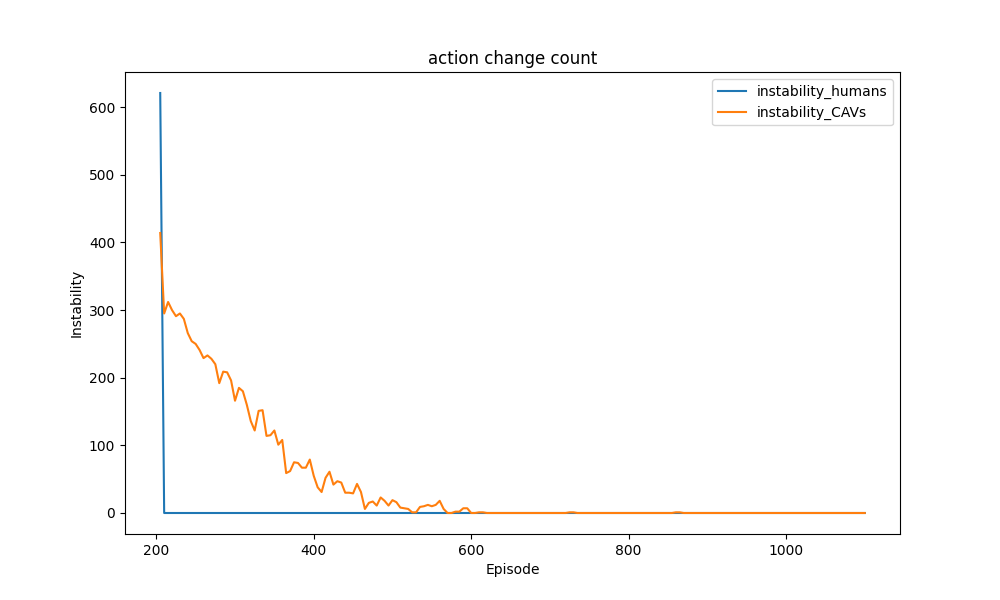 action change count
instability_humans
instability_CAVs
600
500
400
300
200
100
0
Instability
200 400 600 800 1000
Episode